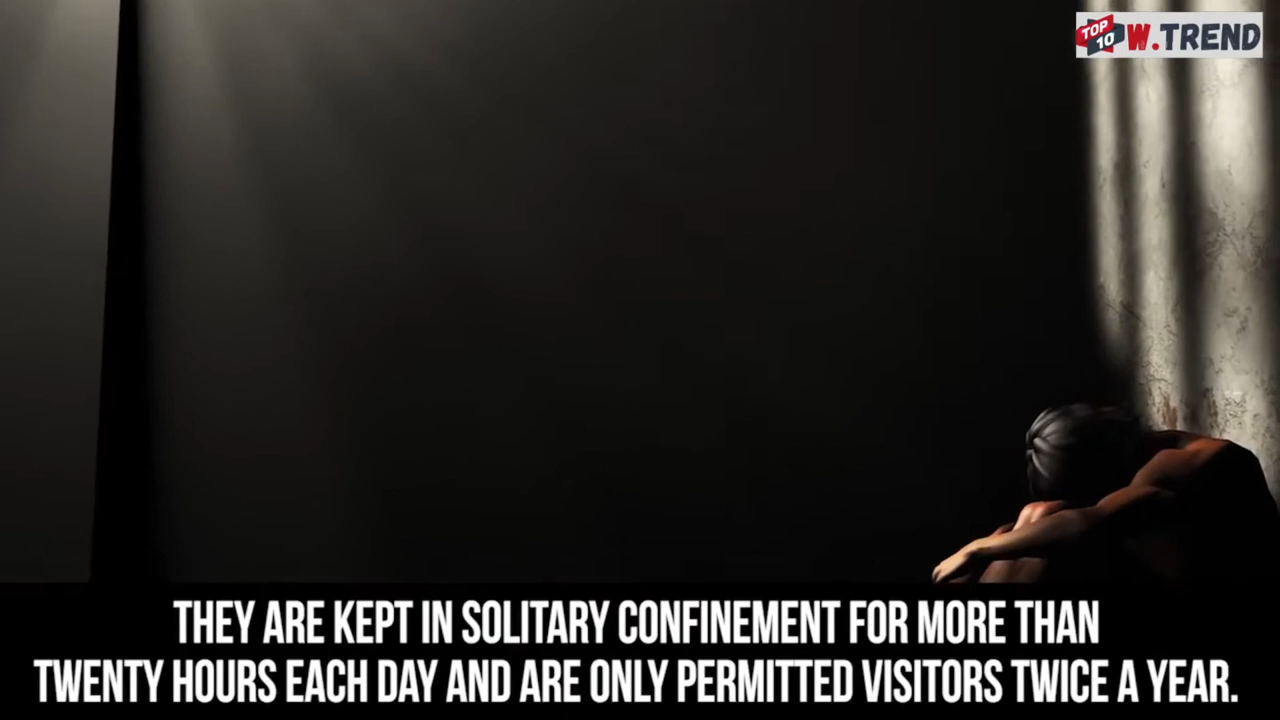 TOP
10 W.TREND
THEY ARE KEPT IN SOLITARY CONFINEMENT FOR MORE THAN
TWENTY HOURS EACH DAY AND ARE ONLY PERMITTED VISITORS TWICE A YEAR.